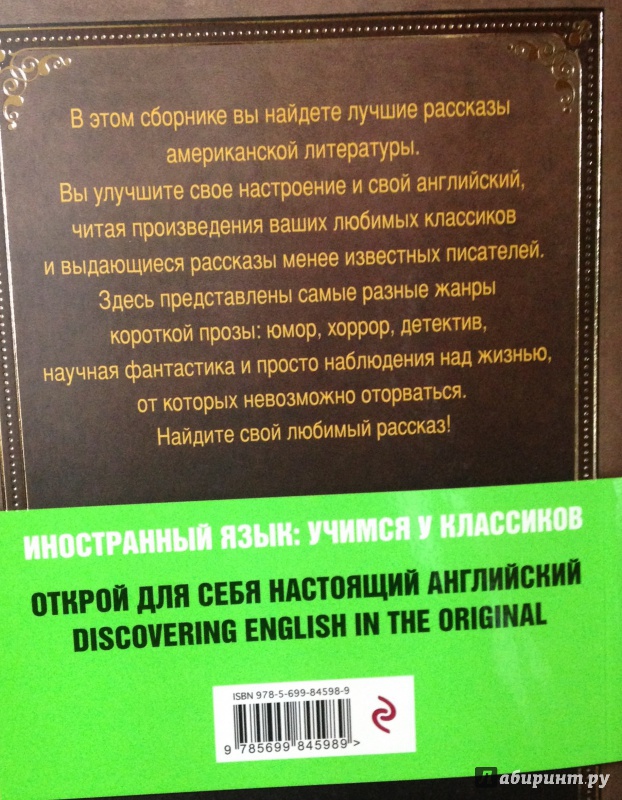 В этом сборнике вы найдете лучшие рассказы
американской литературы.
Вы улучшите свое настроение и свой английский,
читая произведения ваших любимых классиков
и выдающиеся рассказы менее известных писателей.
Здесь представлены самые разные жанры
короткой прозы: юмор, хоррор, детектив,
научная фантастика и просто наблюдения над жизнью,
от которых невозможно оторваться.
Найдите свой любимый рассказ!
ИНОСТРАННЫЙ ЯЗЫК: УЧИМСЯ У КЛАССИКОВ
ОТКРОЙ ДЛЯ СЕБЯ НАСТОЯЩИЙ АНГЛИЙСКИЙ
DISCOVERING ENGLISH IN THE ORIGINAL
ISBN 978-5-699-84598-9
9 785699 845989 >
Лабиринт.ру